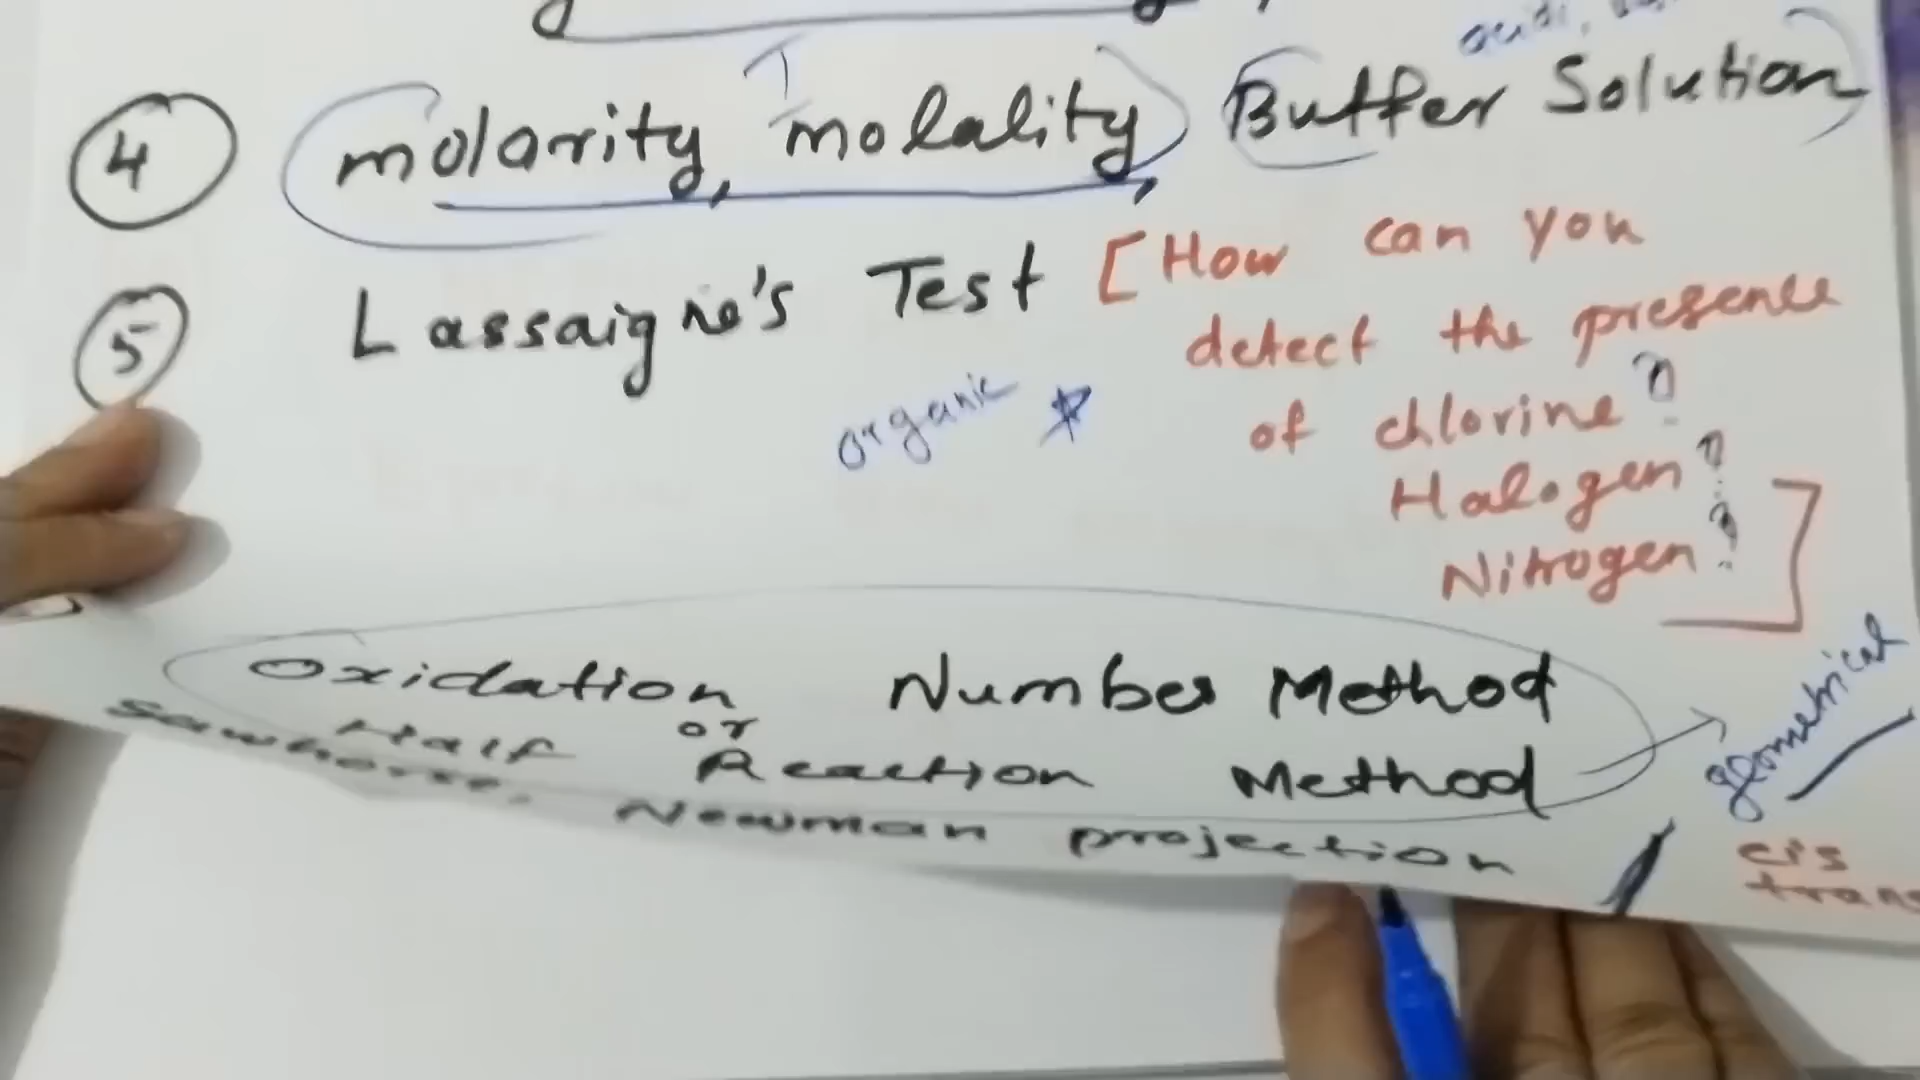 acidi,
④ molarity, molality, Buffer Solution
⑤ Lassaigne's Test [How can you
detect the presence
of chlorine?
Halogen?
Nitrogen?]
organic ☆
Oxidation Number Method
or
Half Reaction Method →
geometrical
Sawhorse, Newman projection
cis
trans